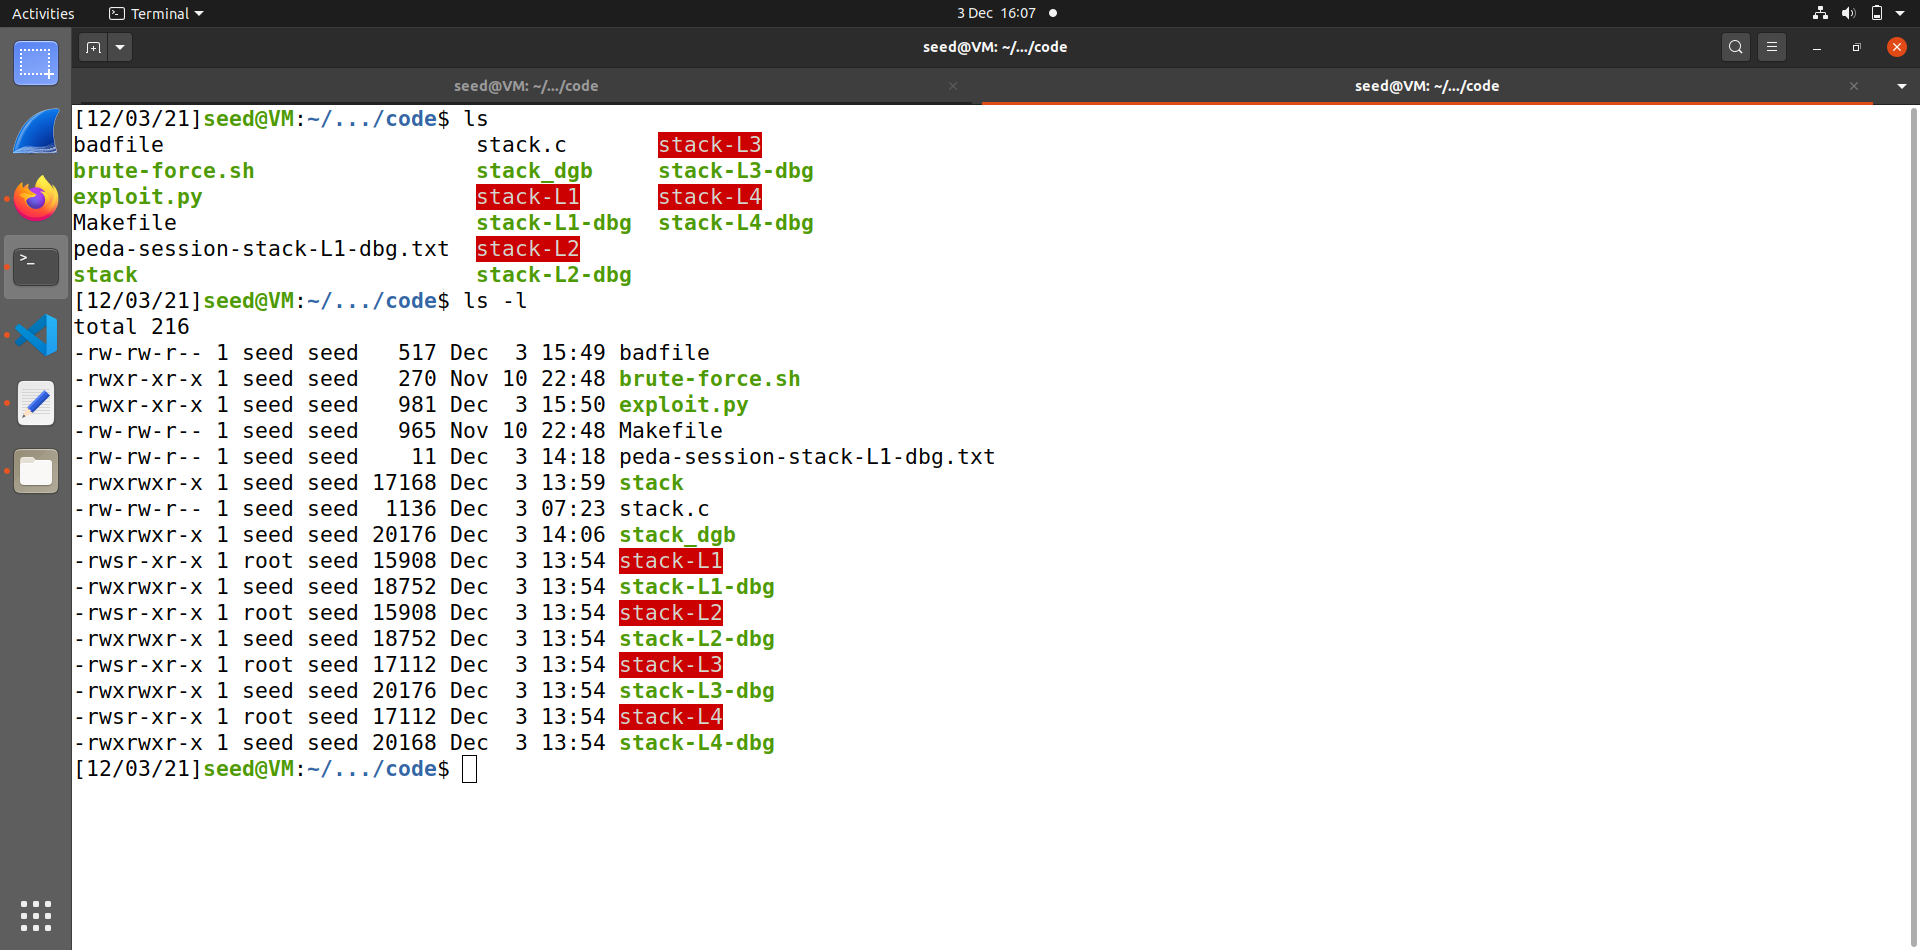 Activities Terminal 3 Dec 16:07
seed@VM: ~/.../code
seed@VM: ~/.../code seed@VM: ~/.../code
[12/03/21]seed@VM:~/.../code$ ls
badfile stack.c stack-L3
brute-force.sh stack_dgb stack-L3-dbg
exploit.py stack-L1 stack-L4
Makefile stack-L1-dbg stack-L4-dbg
peda-session-stack-L1-dbg.txt stack-L2
stack stack-L2-dbg
[12/03/21]seed@VM:~/.../code$ ls -l
total 216
-rw-rw-r-- 1 seed seed   517 Dec  3 15:49 badfile
-rwxr-xr-x 1 seed seed   270 Nov 10 22:48 brute-force.sh
-rwxr-xr-x 1 seed seed   981 Dec  3 15:50 exploit.py
-rw-rw-r-- 1 seed seed   965 Nov 10 22:48 Makefile
-rw-rw-r-- 1 seed seed    11 Dec  3 14:18 peda-session-stack-L1-dbg.txt
-rwxrwxr-x 1 seed seed 17168 Dec  3 13:59 stack
-rw-rw-r-- 1 seed seed  1136 Dec  3 07:23 stack.c
-rwxrwxr-x 1 seed seed 20176 Dec  3 14:06 stack_dgb
-rwsr-xr-x 1 root seed 15908 Dec  3 13:54 stack-L1
-rwxrwxr-x 1 seed seed 18752 Dec  3 13:54 stack-L1-dbg
-rwsr-xr-x 1 root seed 15908 Dec  3 13:54 stack-L2
-rwxrwxr-x 1 seed seed 18752 Dec  3 13:54 stack-L2-dbg
-rwsr-xr-x 1 root seed 17112 Dec  3 13:54 stack-L3
-rwxrwxr-x 1 seed seed 20176 Dec  3 13:54 stack-L3-dbg
-rwsr-xr-x 1 root seed 17112 Dec  3 13:54 stack-L4
-rwxrwxr-x 1 seed seed 20168 Dec  3 13:54 stack-L4-dbg
[12/03/21]seed@VM:~/.../code$